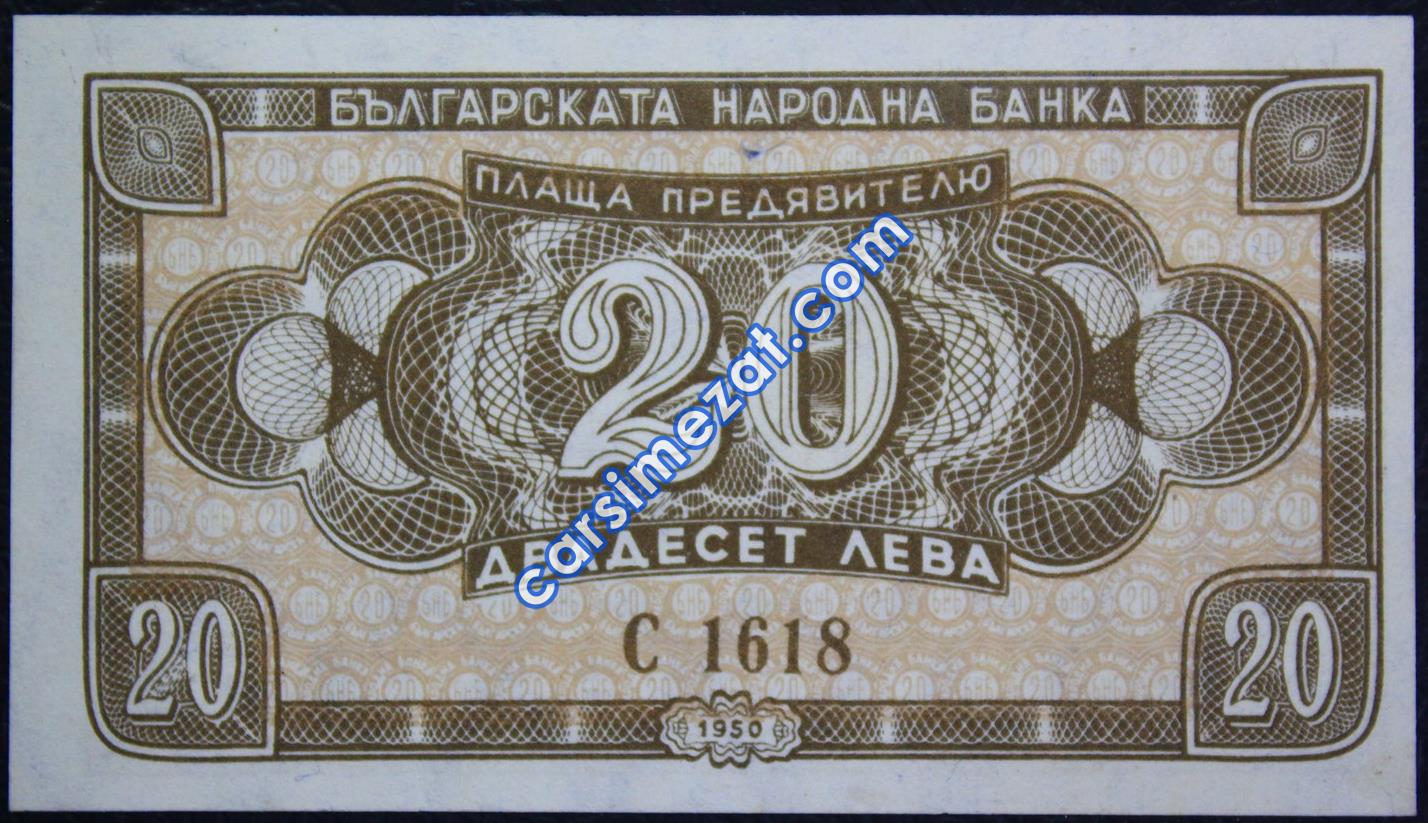 БЪЛГАРСКАТА НАРОДНА БАНКА
ПЛАЩА ПРЕДЯВИТЕЛЮ
20
carsimezat.com
ДВАДЕСЕТ ЛЕВА
С 1618
20
20
1950